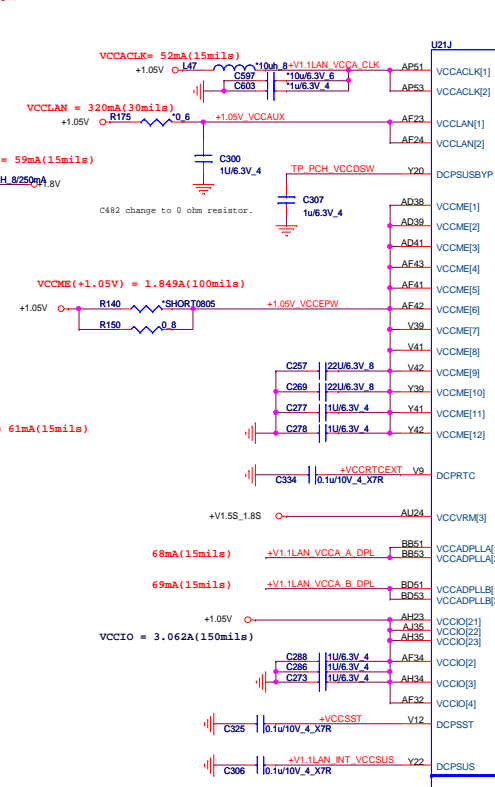 U21J
VCCACLK= 52mA(15mils)
+1.05V L47 *10uh_8 +V1.1LAN_VCCA_CLK AP51 VCCACLK[1]
C597 *10u/6.3V_6
C603 *1u/6.3V_4 AP53 VCCACLK[2]
VCCLAN = 320mA(30mils)
+1.05V R175 *0_6 +1.05V_VCCAUX AF23 VCCLAN[1]
AF24 VCCLAN[2]
= 59mA(15mils)
C300
1U/6.3V_4
TP_PCH_VCCDSW Y20 DCPSUSBYP
H_8/250mA +1.8V
C307
1u/6.3V_4
C482 change to 0 ohm resistor.
AD38 VCCME[1]
AD39 VCCME[2]
AD41 VCCME[3]
AF43 VCCME[4]
AF41 VCCME[5]
VCCME(+1.05V) = 1.849A(100mils)
+1.05V R140 *SHORT0805 +1.05V_VCCEPW AF42 VCCME[6]
R150 0_8 V39 VCCME[7]
V41 VCCME[8]
C257 22U/6.3V_8 V42 VCCME[9]
C269 22U/6.3V_8 Y39 VCCME[10]
C277 1U/6.3V_4 Y41 VCCME[11]
= 61mA(15mils)
C278 1U/6.3V_4 Y42 VCCME[12]
+VCCRTCEXT V9 DCPRTC
C334 0.1u/10V_4_X7R
+V1.5S_1.8S AU24 VCCVRM[3]
BB51 VCCADPLLA[
68mA(15mils) +V1.1LAN_VCCA_A_DPL BB53 VCCADPLLA[
69mA(15mils) +V1.1LAN_VCCA_B_DPL BD51 VCCADPLLB[
BD53 VCCADPLLB[
+1.05V AH23 VCCIO[21]
AJ35 VCCIO[22]
VCCIO = 3.062A(150mils) AH35 VCCIO[23]
C288 1U/6.3V_4 AF34 VCCIO[2]
C286 1U/6.3V_4
C273 1U/6.3V_4 AH34 VCCIO[3]
AF32 VCCIO[4]
+VCCSST V12 DCPSST
C325 0.1u/10V_4_X7R
+V1.1LAN_INT_VCCSUS Y22 DCPSUS
C306 0.1u/10V_4_X7R